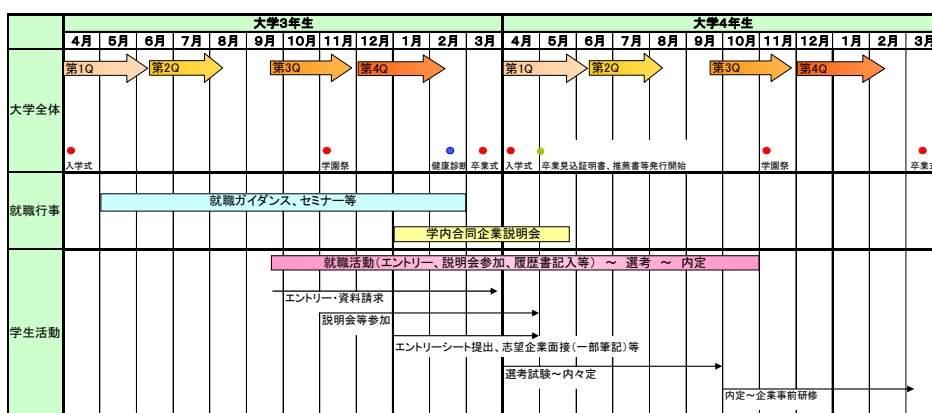 大学3年生 大学4年生
4月 5月 6月 7月 8月 9月 10月 11月 12月 1月 2月 3月 4月 5月 6月 7月 8月 9月 10月 11月 12月 1月 2月 3月
第1Q 第2Q 第3Q 第4Q 第1Q 第2Q 第3Q 第4Q
大学全体
入学式 学園祭 健康診断 卒業式 入学式 卒業見込証明書、推薦書等発行開始 学園祭 卒業式
就職ガイダンス、セミナー等
就職行事
学内合同企業説明会
就職活動(エントリー、説明会参加、履歴書記入等) ～ 選考 ～ 内定
エントリー・資料請求
説明会等参加
学生活動
エントリーシート提出、志望企業面接(一部筆記)等
選考試験～内々定
内定～企業事前研修